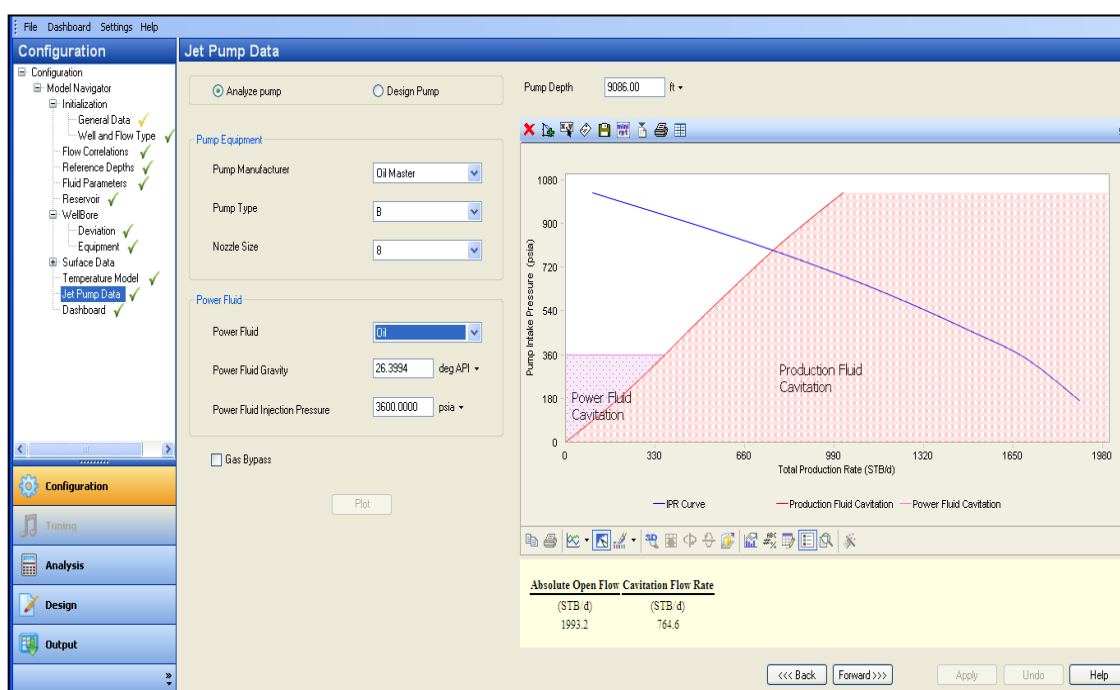 File Dashboard Settings Help
Configuration
Jet Pump Data
Configuration
Model Navigator
Initialization
General Data
Well and Flow Type
Flow Correlations
Reference Depths
Fluid Parameters
Reservoir
WellBore
Deviation
Equipment
Surface Data
Temperature Model
Jet Pump Data
Dashboard
Configuration
Tuning
Analysis
Design
Output
»
Analyze pump
Design Pump
Pump Equipment
Pump Manufacturer Oil Master
Pump Type B
Nozzle Size 8
Power Fluid
Power Fluid Oil
Power Fluid Gravity 26.3994 deg API
Power Fluid Injection Pressure 3600.0000 psia
Gas Bypass
Plot
Pump Depth 9086.00 ft
Pump Intake Pressure (psia)
1080
900
720
540
360
180
0
Power Fluid
Cavitation
Production Fluid
Cavitation
0 330 660 990 1320 1650 1980
Total Production Rate (STB/d)
IPR Curve Production Fluid Cavitation Power Fluid Cavitation
3D
Absolute Open Flow Cavitation Flow Rate
(STB/d) (STB/d)
1993.2 764.6
<<< Back Forward >>> Apply Undo Help